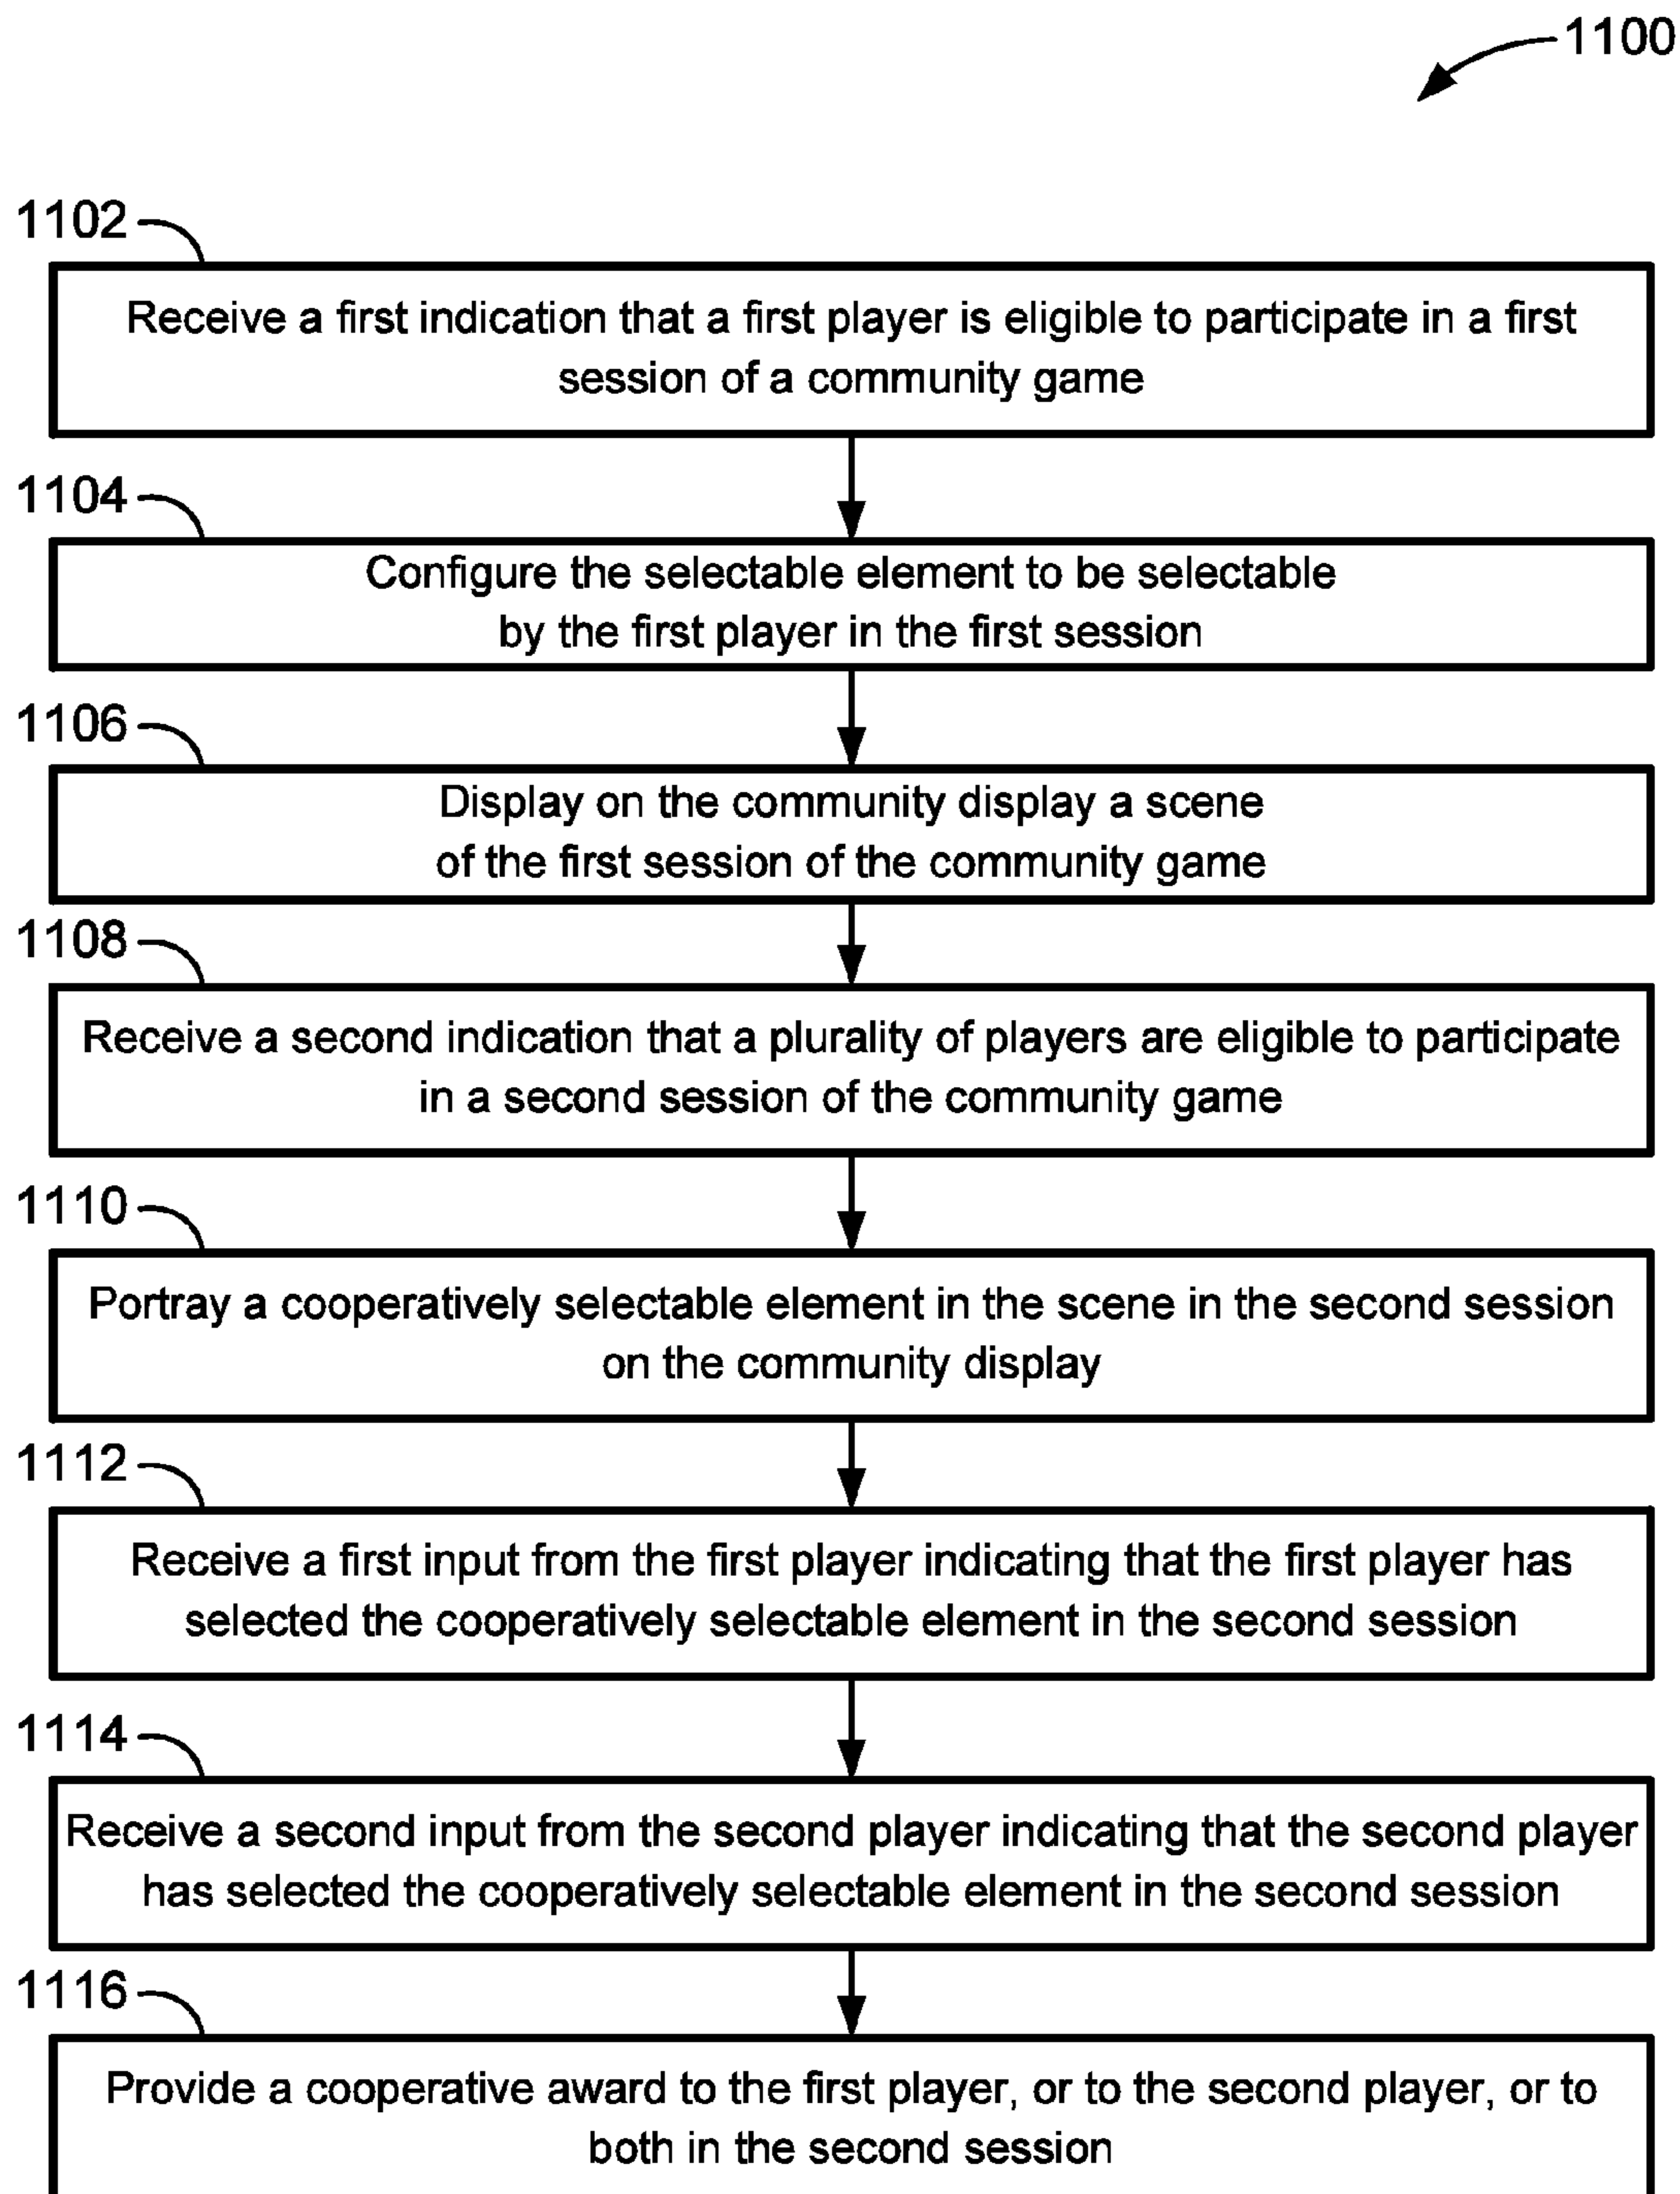 1100
1102
Receive a first indication that a first player is eligible to participate in a first
session of a community game
1104
Configure the selectable element to be selectable
by the first player in the first session
1106
Display on the community display a scene
of the first session of the community game
1108
Receive a second indication that a plurality of players are eligible to participate
in a second session of the community game
1110
Portray a cooperatively selectable element in the scene in the second session
on the community display
1112
Receive a first input from the first player indicating that the first player has
selected the cooperatively selectable element in the second session
1114
Receive a second input from the second player indicating that the second player
has selected the cooperatively selectable element in the second session
1116
Provide a cooperative award to the first player, or to the second player, or to
both in the second session